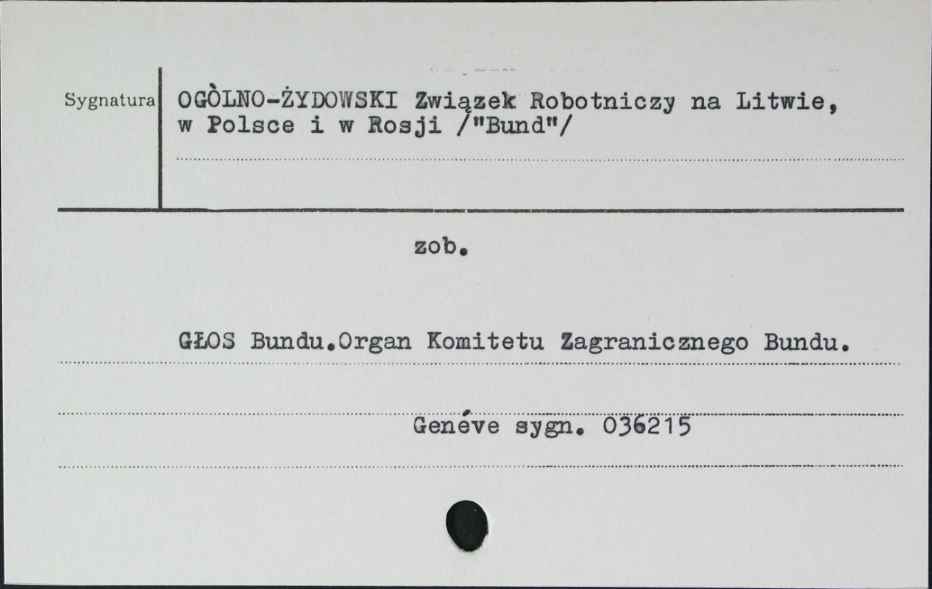 Sygnatura
OGÒLNO-ŻYDOWSKI Związek Robotniczy na Litwie,
w Polsce i w Rosji /"Bund"/
zob.
GŁOS Bundu.Organ Komitetu Zagranicznego Bundu.
Genéve sygn. 036215